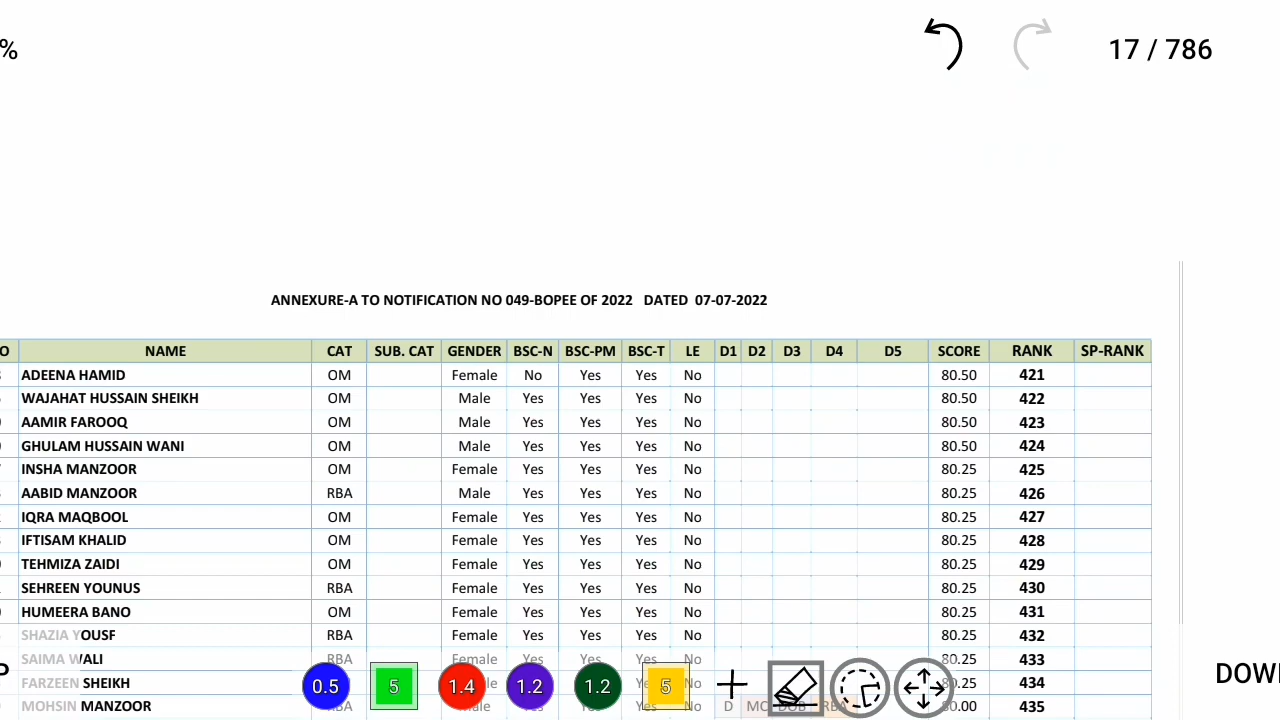 %
17 / 786
ANNEXURE-A TO NOTIFICATION NO 049-BOPEE OF 2022 DATED 07-07-2022
O NAME CAT SUB. CAT GENDER BSC-N BSC-PM BSC-T LE D1 D2 D3 D4 D5 SCORE RANK SP-RANK
ADEENA HAMID OM Female No Yes Yes No 80.50 421
WAJAHAT HUSSAIN SHEIKH OM Male Yes Yes Yes No 80.50 422
AAMIR FAROOQ OM Male Yes Yes Yes No 80.50 423
GHULAM HUSSAIN WANI OM Male Yes Yes Yes No 80.50 424
INSHA MANZOOR OM Female Yes Yes Yes No 80.25 425
AABID MANZOOR RBA Male Yes Yes Yes No 80.25 426
IQRA MAQBOOL OM Female Yes Yes Yes No 80.25 427
IFTISAM KHALID OM Female Yes Yes Yes No 80.25 428
TEHMIZA ZAIDI OM Female Yes Yes Yes No 80.25 429
SEHREEN YOUNUS RBA Female Yes Yes Yes No 80.25 430
HUMEERA BANO OM Female Yes Yes Yes No 80.25 431
SHAZIA YOUSF RBA Female Yes Yes Yes No 80.25 432
SAIMA WALI RBA Female Yes Yes Yes No 80.25 433
FARZEEN SHEIKH 434
MOHSIN MANZOOR D MC DOB RBA 435
0.5 5 1.4 1.2 1.2 5
DOW